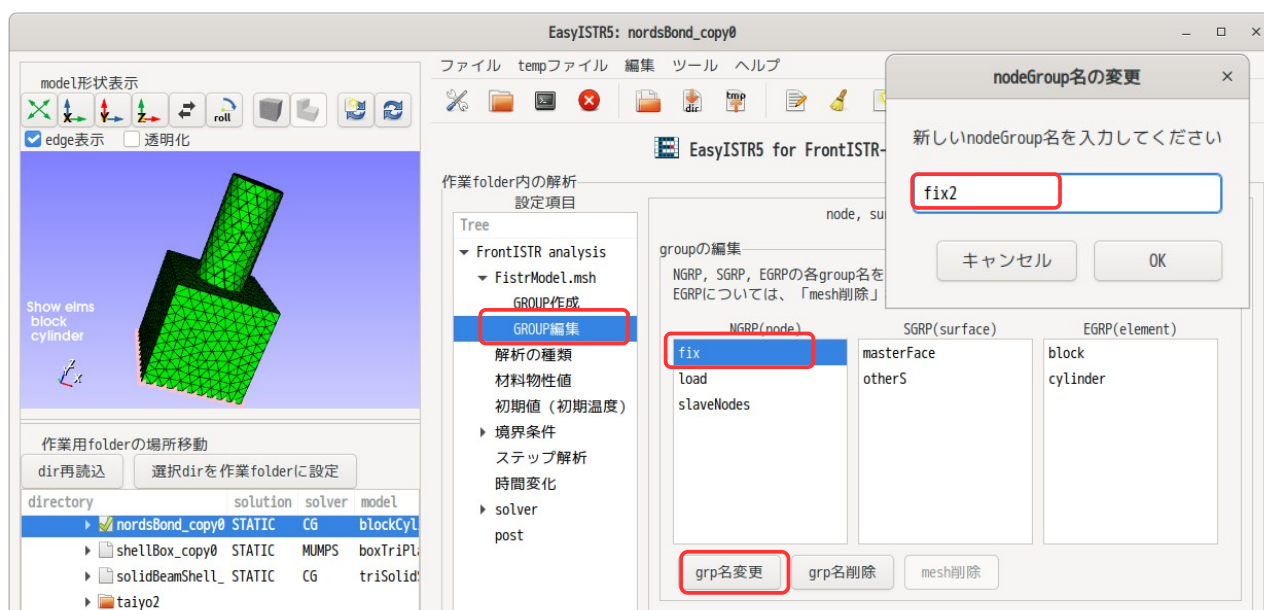 EasyISTR5: nordsBond_copy0
model形状表示
roll
edge表示 透明化
Show elms
block
cylinder
Z
X
作業用folderの場所移動
dir再読込 選択dirを作業folderに設定
directory solution solver model
nordsBond_copy0 STATIC CG blockCyl
shellBox_copy0 STATIC MUMPS boxTriPl
solidBeamShell_ STATIC CG triSolid
taiyo2
ファイル tempファイル 編集 ツール ヘルプ
dir tmp
EasyISTR5 for FrontISTR-
作業folder内の解析
設定項目
Tree
FrontISTR analysis
FistrModel.msh
GROUP作成
GROUP編集
解析の種類
材料物性値
初期値 (初期温度)
境界条件
ステップ解析
時間変化
solver
post
node, su
groupの編集
NGRP, SGRP, EGRPの各group名を
EGRPについては、「mesh削除」
NGRP(node) SGRP(surface) EGRP(element)
fix masterFace block
load otherS cylinder
slaveNodes
grp名変更 grp名削除 mesh削除
nodeGroup名の変更
新しいnodeGroup名を入力してください
fix2
キャンセル OK